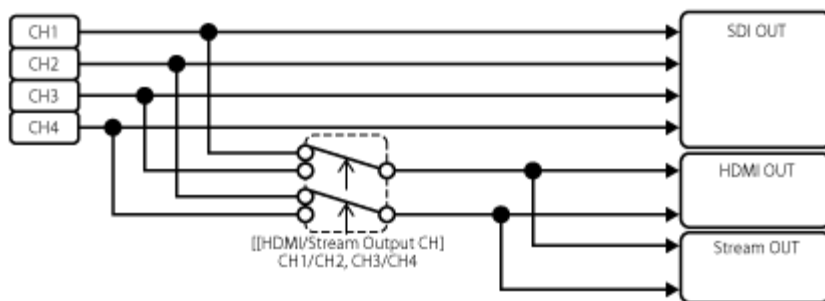 CH1
CH2
CH3
CH4
SDI OUT
HDMI OUT
Stream OUT
[[HDMI/Stream Output CH]
CH1/CH2, CH3/CH4